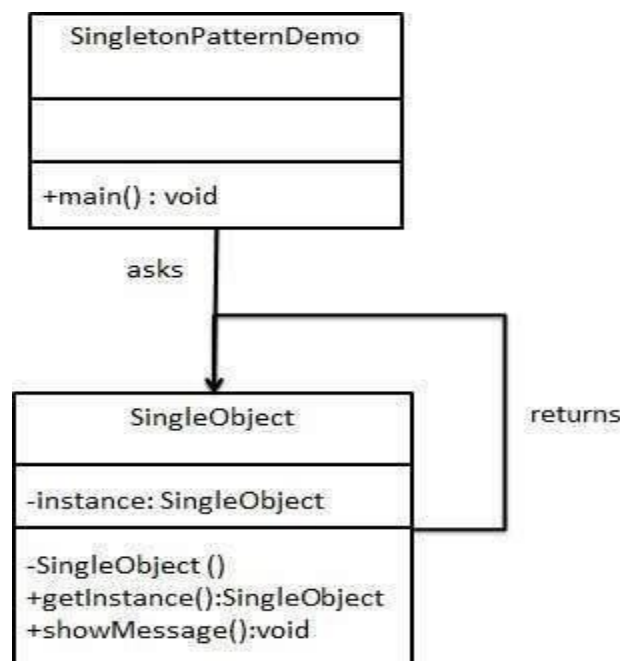 SingletonPatternDemo
+main() : void
asks
SingleObject
returns
-instance: SingleObject
-SingleObject ()
+getInstance():SingleObject
+showMessage():void